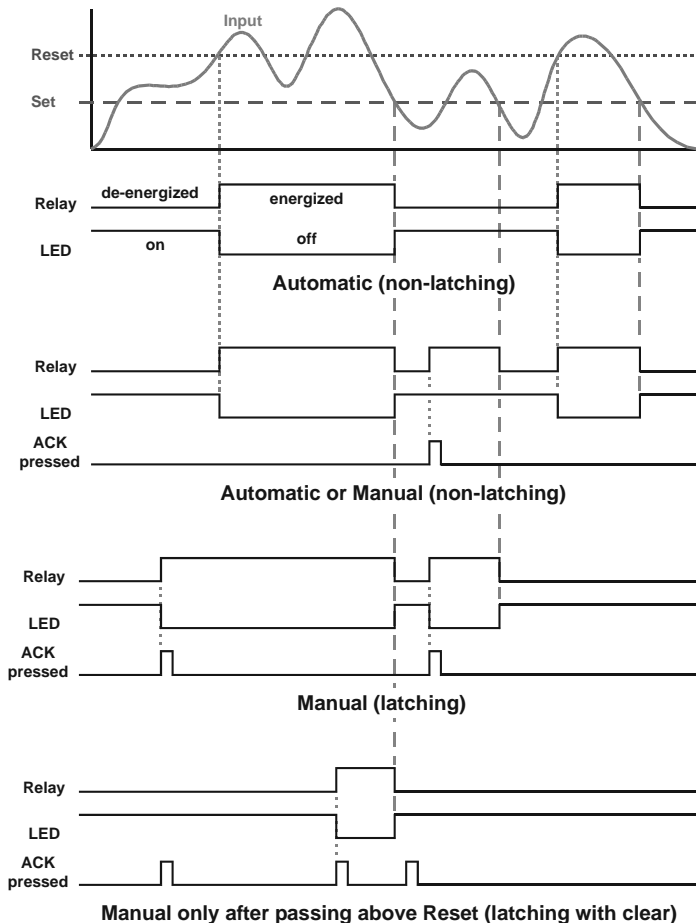 Input
Reset
Set
de-energized
energized
Relay
LED
on
off
Automatic (non-latching)
Relay
LED
ACK
pressed
Automatic or Manual (non-latching)
Relay
LED
ACK
pressed
Manual (latching)
Relay
LED
ACK
pressed
Manual only after passing above Reset (latching with clear)